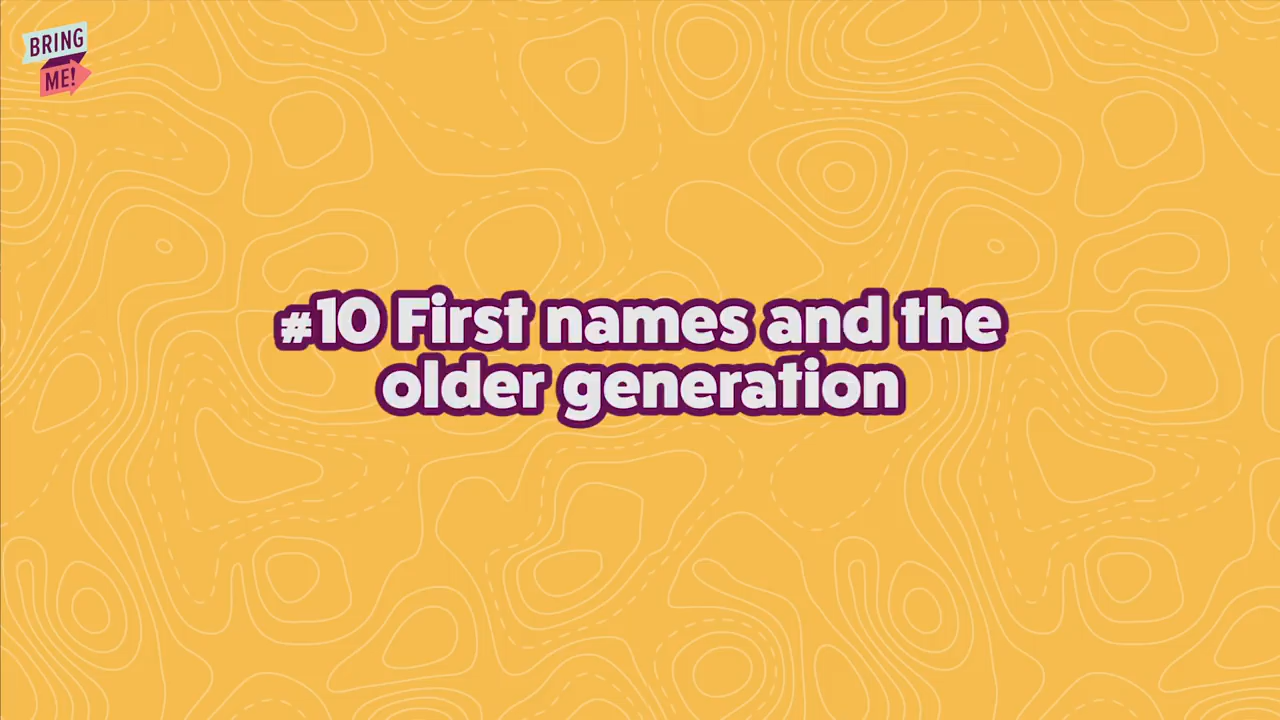 BRING
ME!
#10 First names and the
older generation